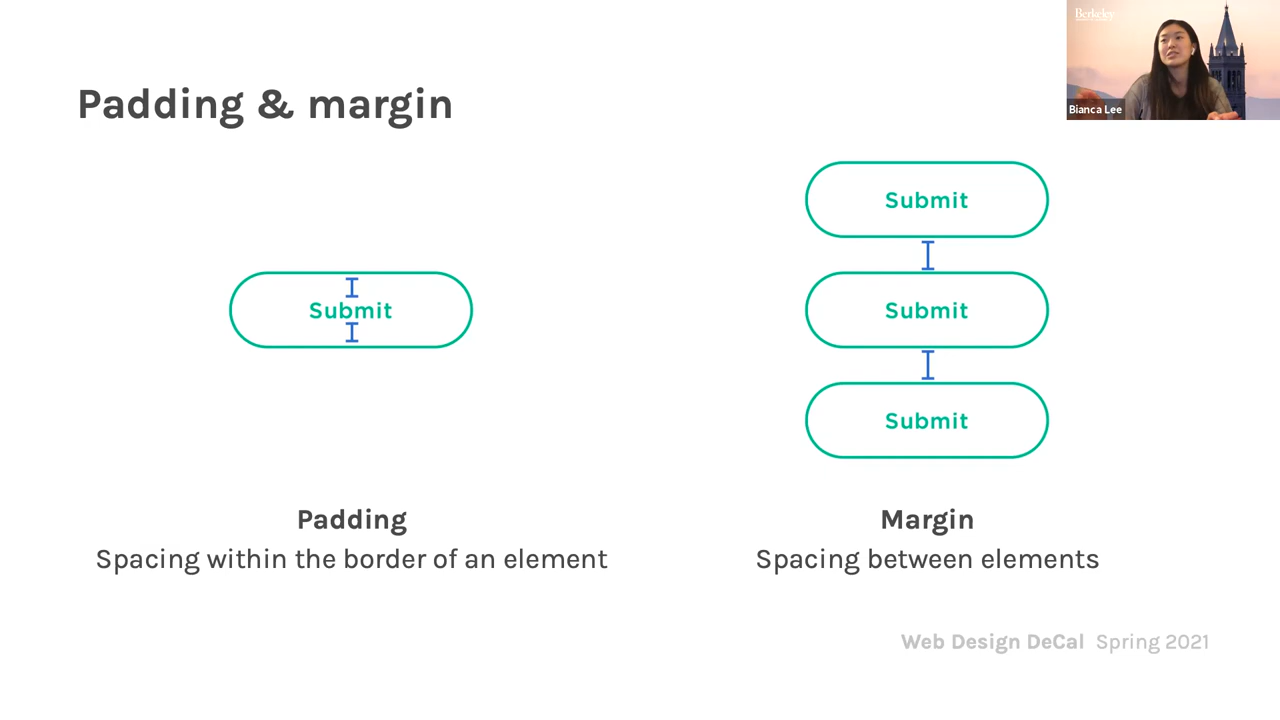 Berkeley
Bianca Lee
Padding & margin
Submit
Submit
Submit
Submit
Padding
Spacing within the border of an element
Margin
Spacing between elements
Web Design DeCal Spring 2021